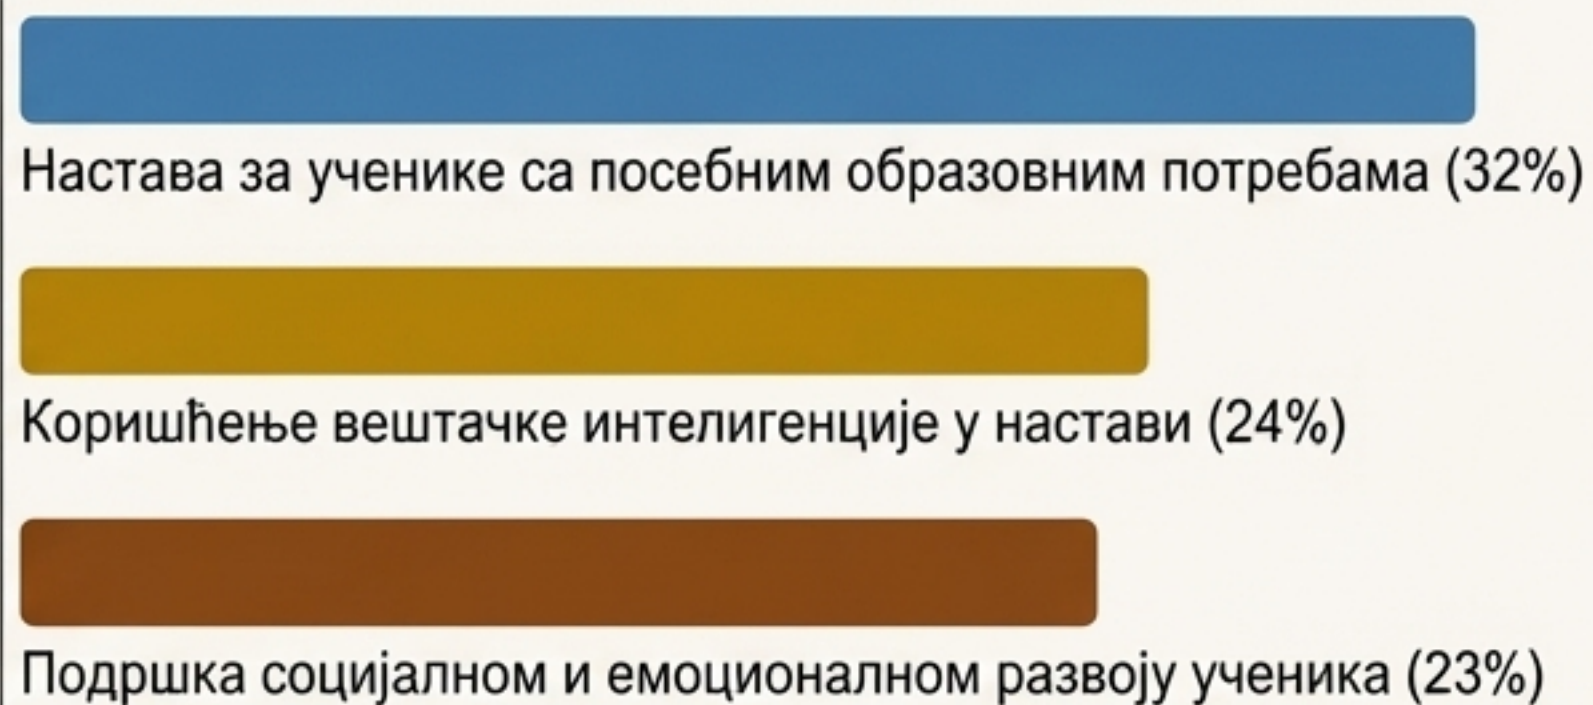 Настава за ученике са посебним образовним потребама (32%)
Коришћење вештачке интелигенције у настави (24%)
Подршка социјалном и емоционалном развоју ученика (23%)